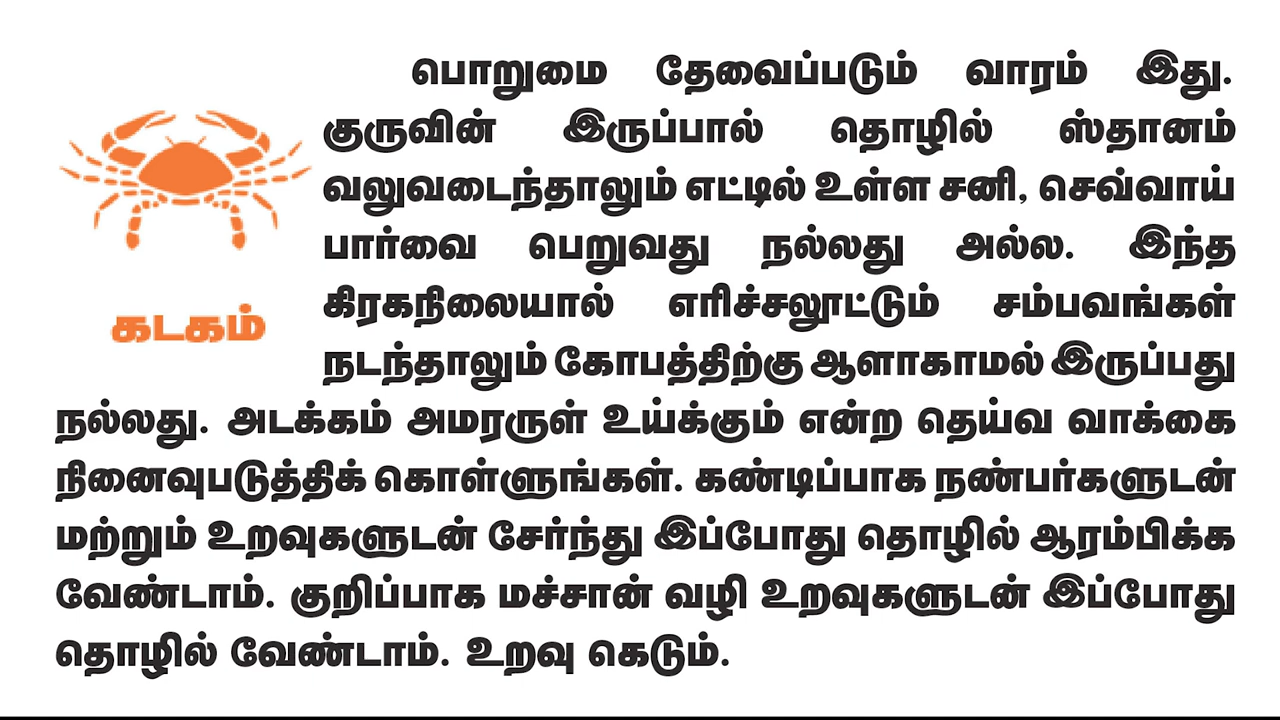 பொறுமை தேவைப்படும் வாரம் இது.
குருவின் இருப்பால் தொழில் ஸ்தானம்
வலுவடைந்தாலும் எட்டில் உள்ள சனி, செவ்வாய்
பார்வை பெறுவது நல்லது அல்ல. இந்த
கிரகநிலையால் எரிச்சலூட்டும் சம்பவங்கள்
நடந்தாலும் கோபத்திற்கு ஆளாகாமல் இருப்பது
கடகம்
நல்லது. அடக்கம் அமரருள் உய்க்கும் என்ற தெய்வ வாக்கை
நினைவுபடுத்திக் கொள்ளுங்கள். கண்டிப்பாக நண்பர்களுடன்
மற்றும் உறவுகளுடன் சேர்ந்து இப்போது தொழில் ஆரம்பிக்க
வேண்டாம். குறிப்பாக மச்சான் வழி உறவுகளுடன் இப்போது
தொழில் வேண்டாம். உறவு கெடும்.